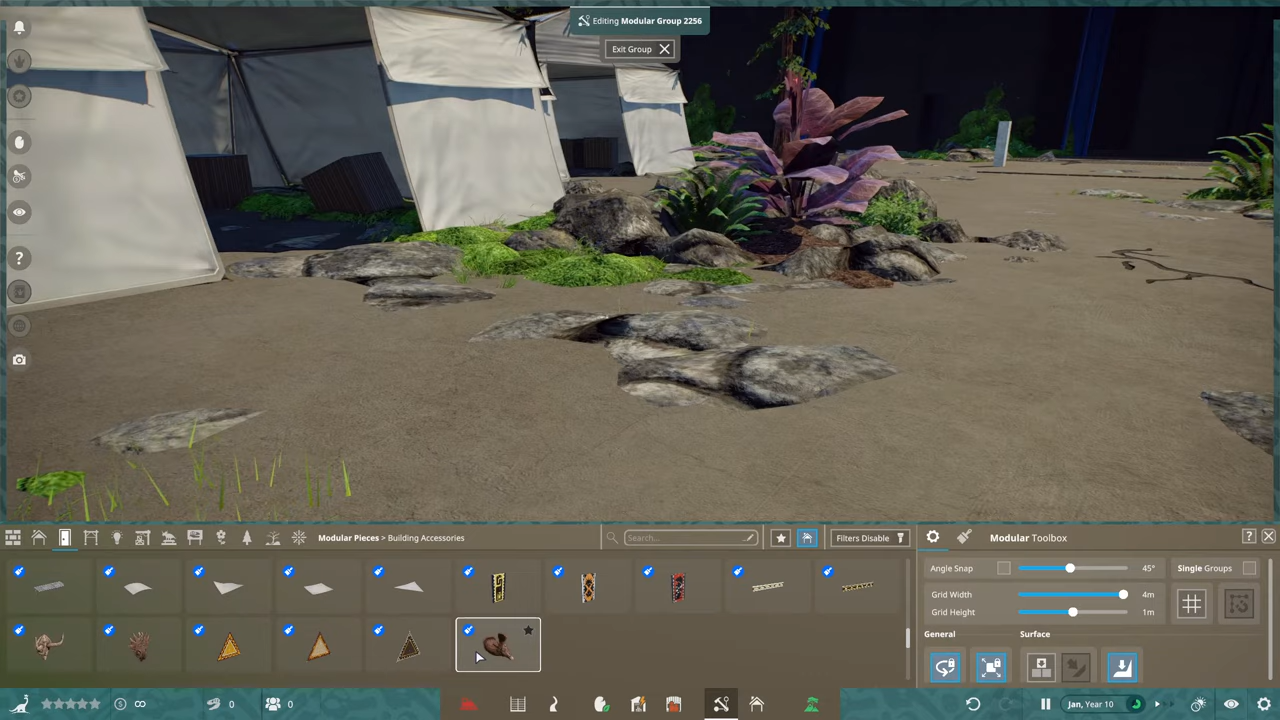 Editing Modular Group 2256
Exit Group
Modular Pieces > Building Accessories
Search...
Filters Disable
Modular Toolbox
?
Angle Snap
45°
Single Groups
Grid Width
4m
Grid Height
1m
General
Surface
?
∞
0
0
Jan, Year 10